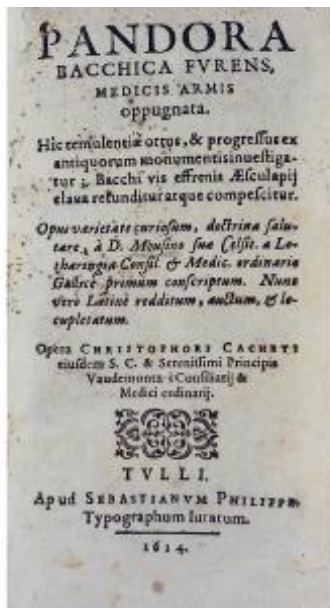 PANDORA
BACCHICA FVRENS,
MEDICIS ARMIS
oppugnata.
Hic temulentiæ ortus, & progressus ex
antiquorum monumentis inuestiga-
tur; Bacchi vis effrenis Æsculapij
claua retunditur atque compescitur.
Opus varietate curiosum, doctrina salu-
tare, à D. Mousino suæ Celsit. a Lo-
tharingia Consil. & Medic. ordinario
Gallicè primum conscriptum. Nunc
verò Latinè redditum, auctum, & lo-
cupletatum.
Opera CHRISTOPHORI CACHETI
eiusdem S. C. & Serenissimi Principis
Consiliarij &
Medici ordinarij.
TVLLI.
Apud SEBASTIANVM PHILIPPE,
Typographum Iuratum.
1614.